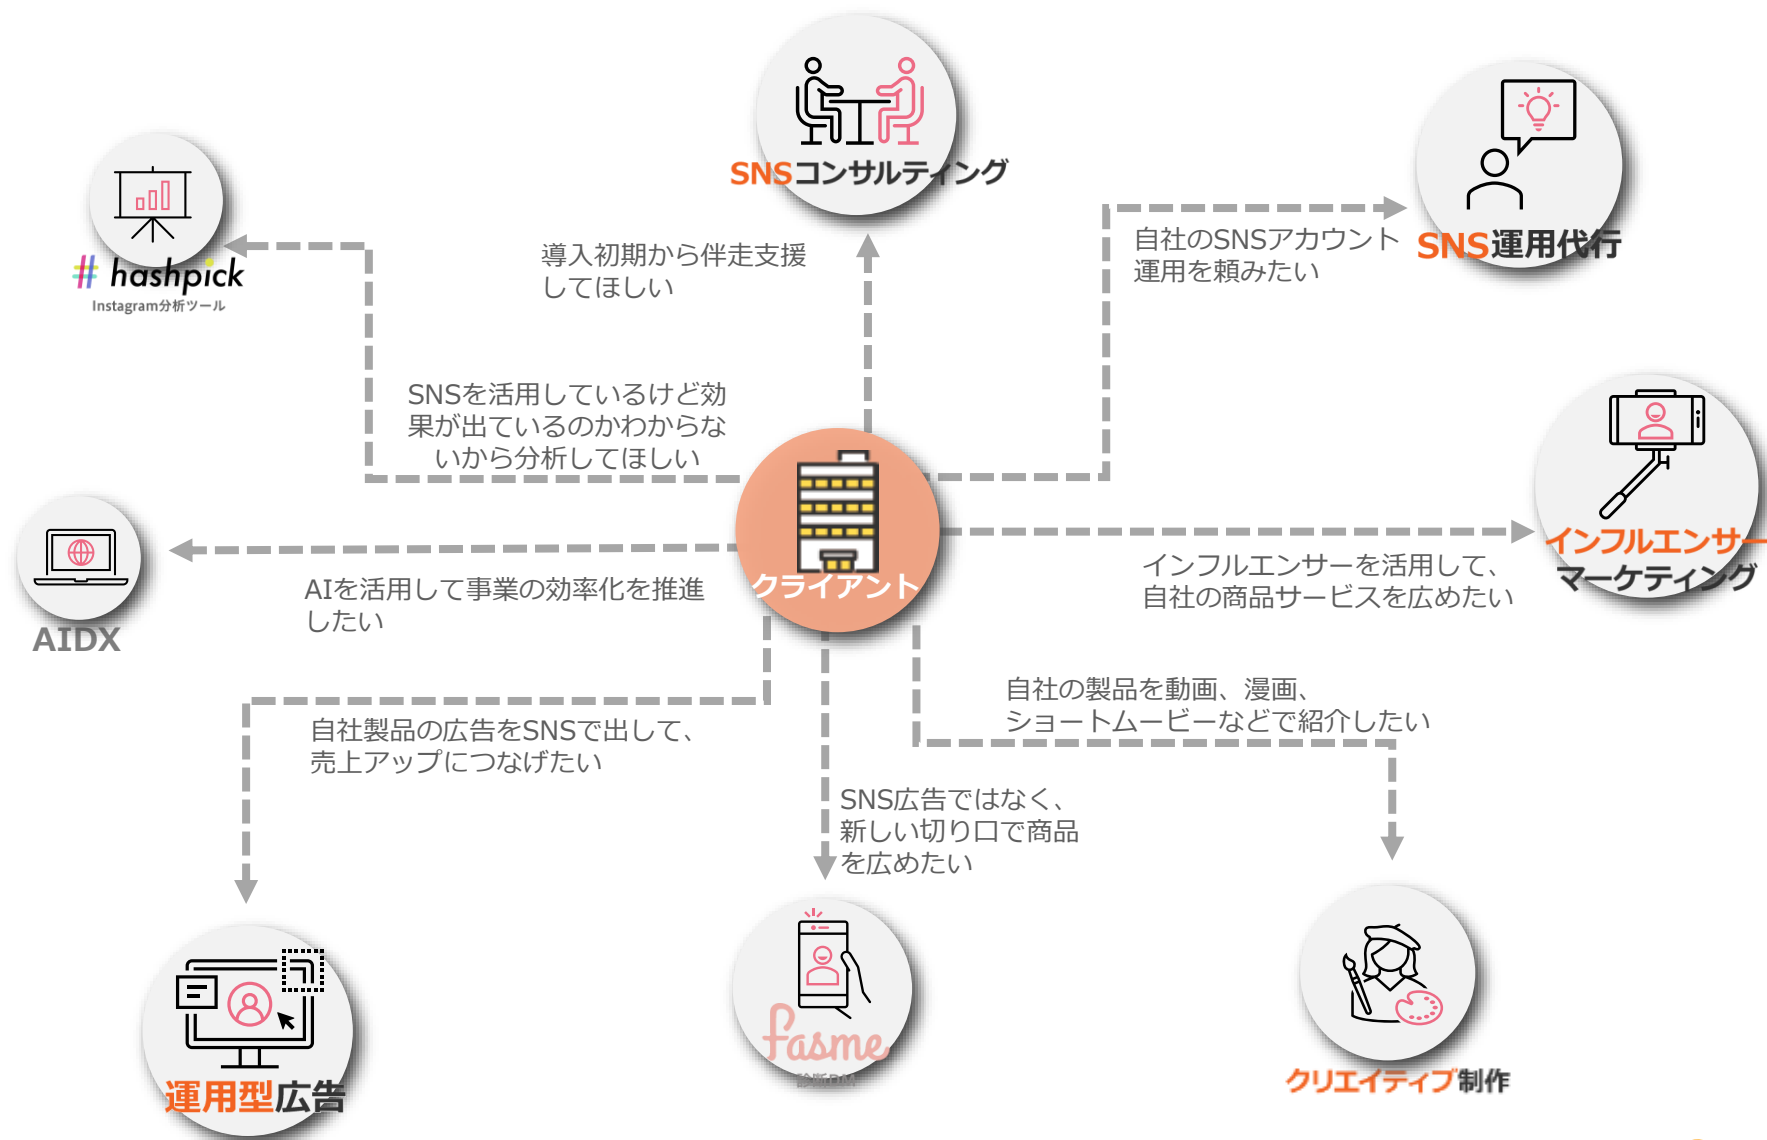 SNSコンサルティング
導入初期から伴走支援
してほしい
SNS運用代行
自社のSNSアカウント
運用を頼みたい
# hashpick
Instagram分析ツール
SNSを活用しているけど効
果が出ているのかわからな
いから分析してほしい
クライアント
インフルエンサー
マーケティング
インフルエンサーを活用して、
自社の商品サービスを広めたい
AIDX
AIを活用して事業の効率化を推進
したい
自社製品の広告をSNSで出して、
売上アップにつなげたい
自社の製品を動画、漫画、
ショートムービーなどで紹介したい
SNS広告ではなく、
新しい切り口で商品
を広めたい
運用型広告
fasme
診断DM
クリエイティブ制作